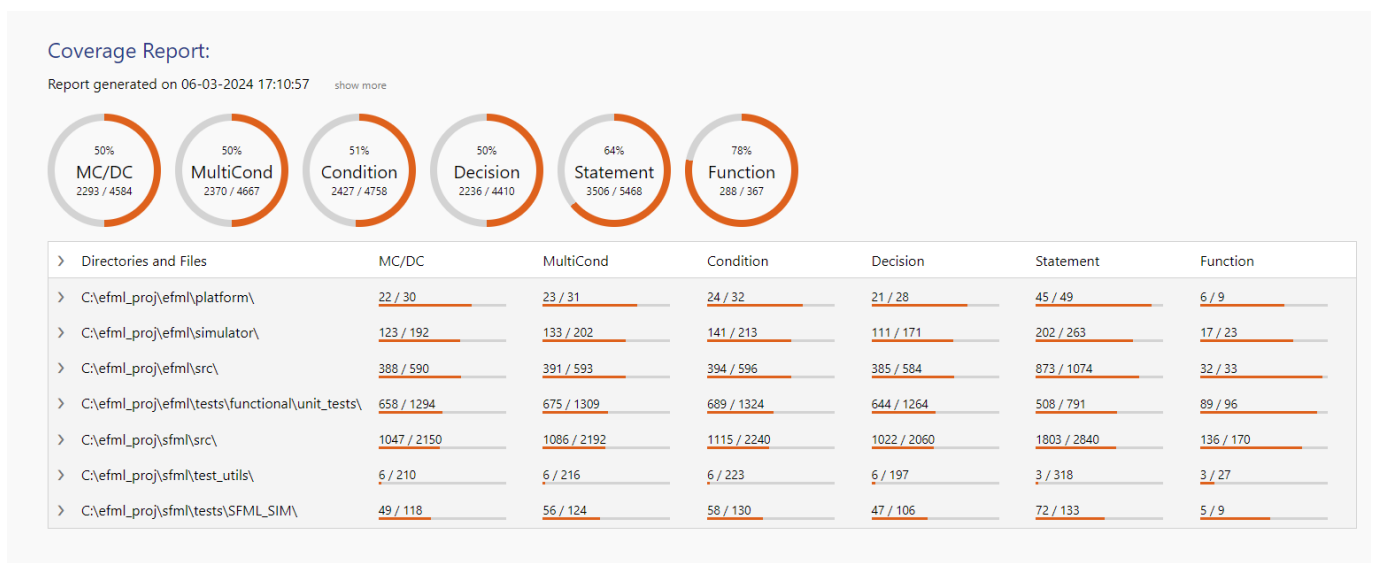 Coverage Report:
Report generated on 06-03-2024 17:10:57 show more
50% 50% 51% 50% 64% 78%
MC/DC MultiCond Condition Decision Statement Function
2293 / 4584 2370 / 4667 2427 / 4758 2236 / 4410 3506 / 5468 288 / 367
Directories and Files MC/DC MultiCond Condition Decision Statement Function
C:\efml_proj\efml\platform\ 22 / 30 23 / 31 24 / 32 21 / 28 45 / 49 6 / 9
C:\efml_proj\efml\simulator\ 123 / 192 133 / 202 141 / 213 111 / 171 202 / 263 17 / 23
C:\efml_proj\efml\src\ 388 / 590 391 / 593 394 / 596 385 / 584 873 / 1074 32 / 33
C:\efml_proj\efml\tests\functional\unit_tests\ 658 / 1294 675 / 1309 689 / 1324 644 / 1264 508 / 791 89 / 96
C:\efml_proj\sfml\src\ 1047 / 2150 1086 / 2192 1115 / 2240 1022 / 2060 1803 / 2840 136 / 170
C:\efml_proj\sfml\test_utils\ 6 / 210 6 / 216 6 / 223 6 / 197 3 / 318 3 / 27
C:\efml_proj\sfml\tests\SFML_SIM\ 49 / 118 56 / 124 58 / 130 47 / 106 72 / 133 5 / 9